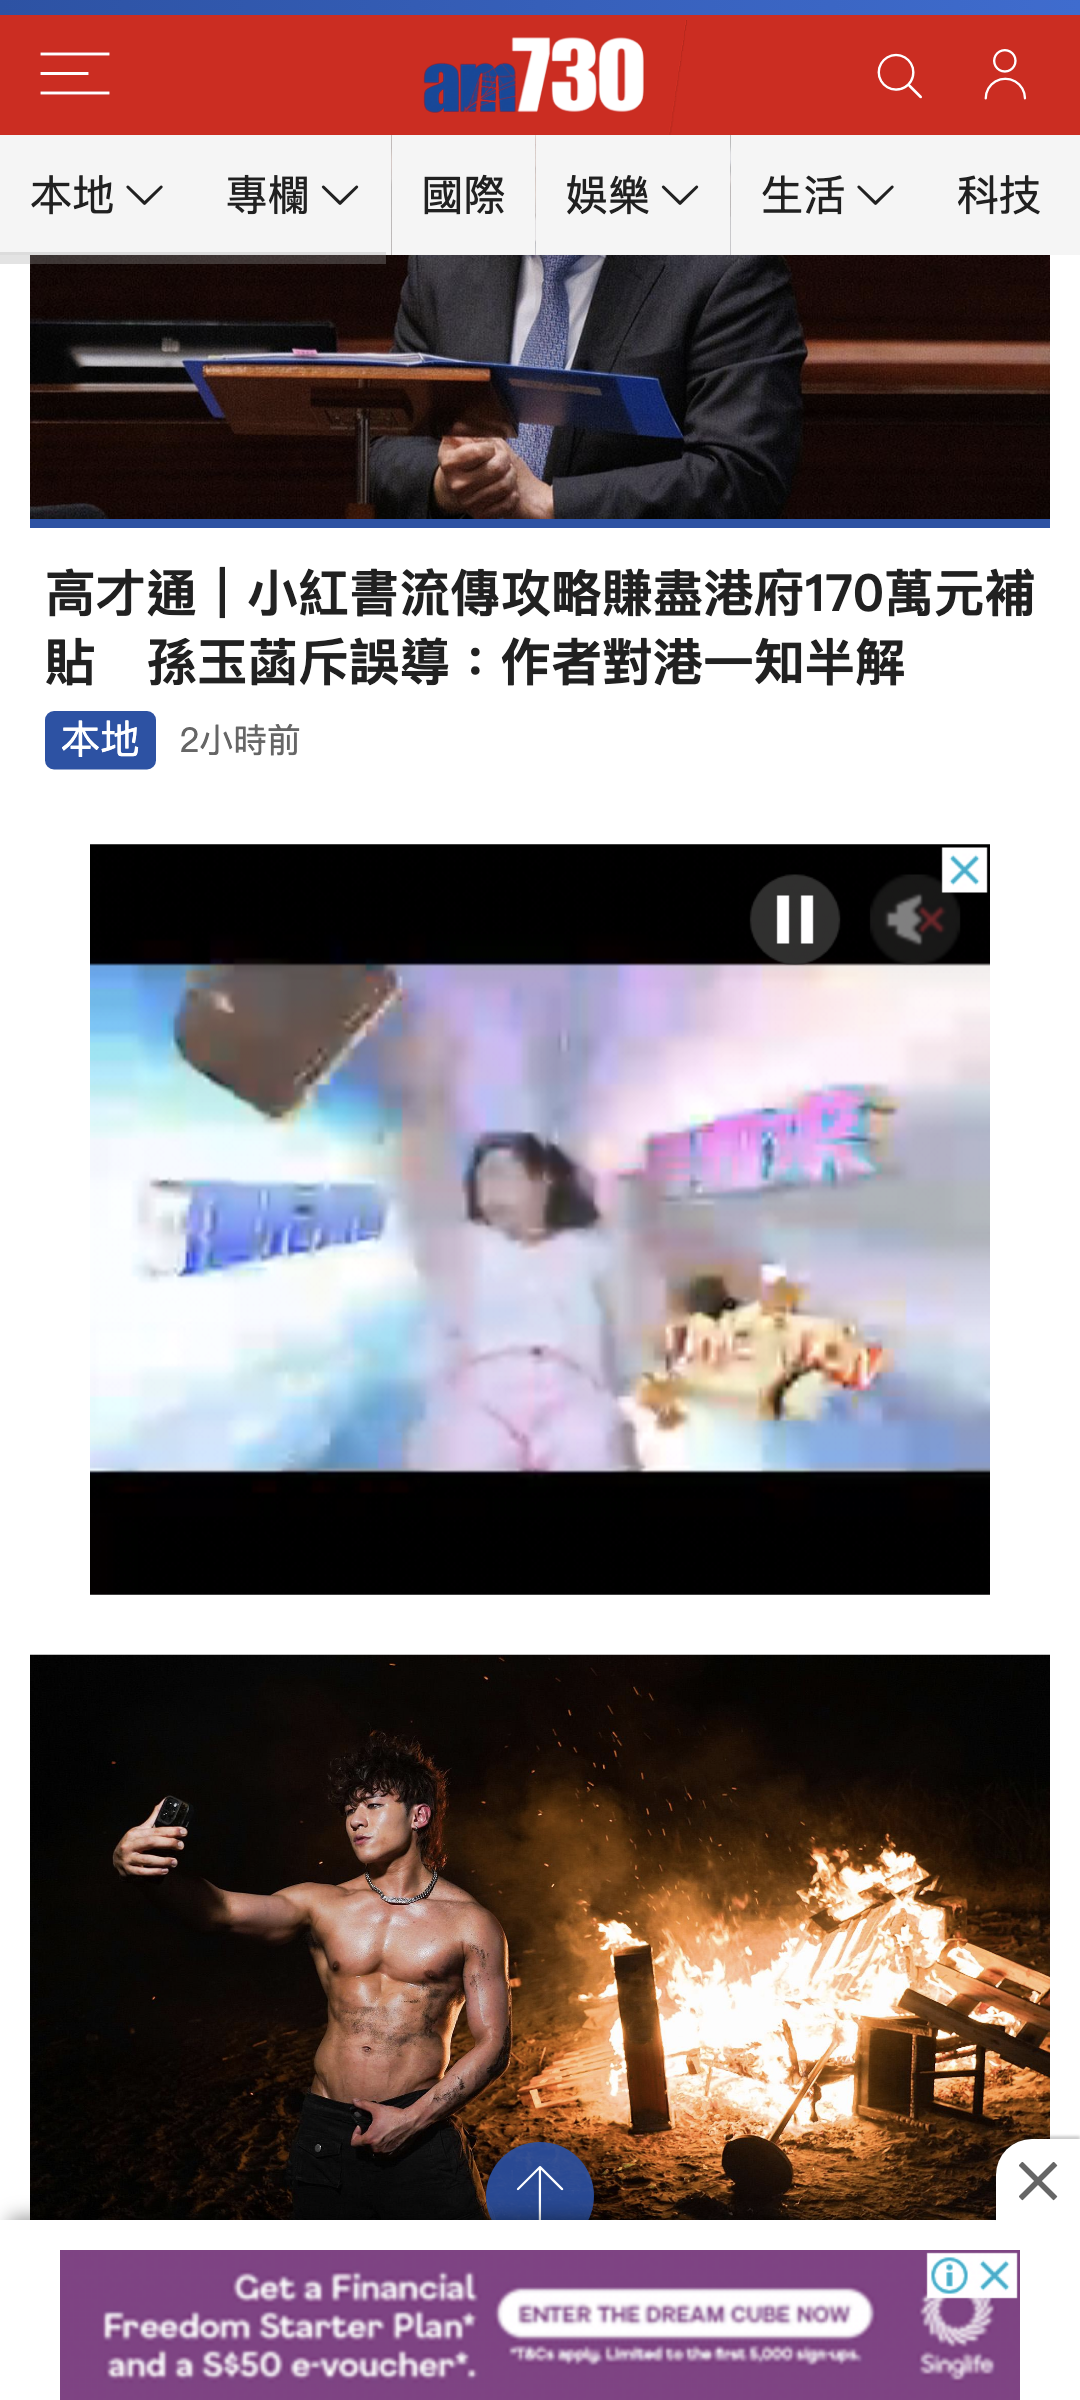 am730
本地 專欄 國際 娛樂 生活 科技
高才通｜小紅書流傳攻略賺盡港府170萬元補
貼　孫玉菡斥誤導：作者對港一知半解
本地 2小時前
Get a Financial
Freedom Starter Plan*
and a S$50 e-voucher*.
ENTER THE DREAM CUBE NOW
*T&Cs apply. Limited to the first 5,000 sign-ups.
Singlife